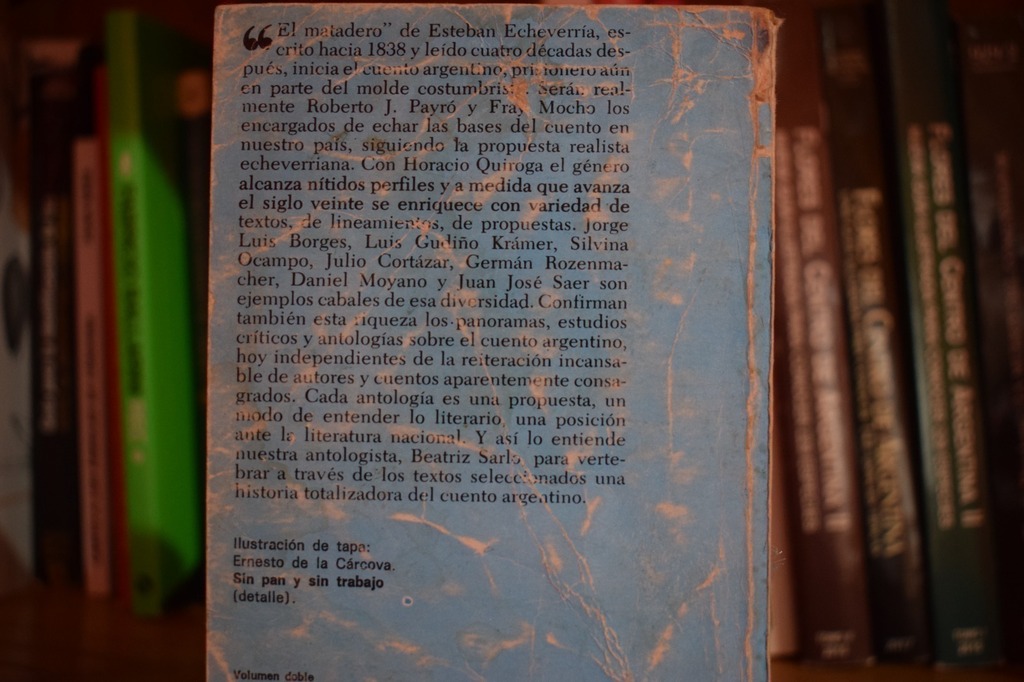 “El matadero” de Esteban Echeverría, es-
crito hacia 1838 y leído cuatro décadas des-
pués, inicia el cuento argentino, prisionero aún
en parte del molde costumbrista. Serán real-
mente Roberto J. Payró y Fray Mocho los
encargados de echar las bases del cuento en
nuestro país, siguiendo la propuesta realista
echeverriana. Con Horacio Quiroga el género
alcanza nítidos perfiles y a medida que avanza
el siglo veinte se enriquece con variedad de
textos, de lineamientos, de propuestas. Jorge
Luis Borges, Luis Gudiño Krámer, Silvina
Ocampo, Julio Cortázar, Germán Rozenma-
cher, Daniel Moyano y Juan José Saer son
ejemplos cabales de esa diversidad. Confirman
también esta riqueza los panoramas, estudios
críticos y antologías sobre el cuento argentino,
hoy independientes de la reiteración incansa-
ble de autores y cuentos aparentemente consa-
grados. Cada antología es una propuesta, un
modo de entender lo literario, una posición
ante la literatura nacional. Y así lo entiende
nuestra antologista, Beatriz Sarlo, para verte-
brar a través de los textos seleccionados una
historia totalizadora del cuento argentino.
Ilustración de tapa:
Ernesto de la Cárcova.
Sin pan y sin trabajo
(detalle).
Volumen doble